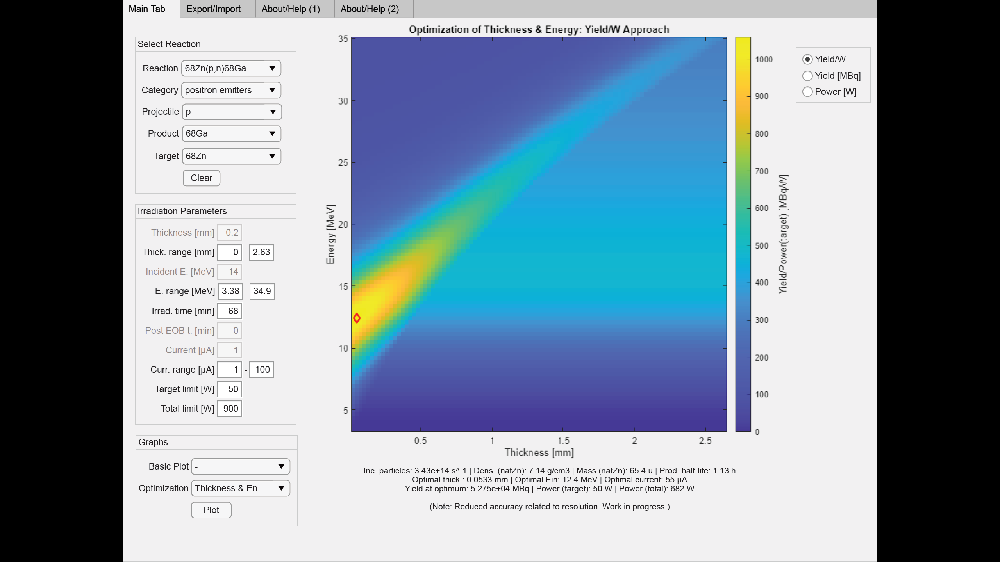 Main Tab
Export/Import
About/Help (1)
About/Help (2)
Select Reaction
Reaction 68Zn(p,n)68Ga
Category positron emitters
Projectile p
Product 68Ga
Target 68Zn
Clear
Irradiation Parameters
Thickness [mm] 0.2
Thick. range [mm] 0 - 2.63
Incident E. [MeV] 14
E. range [MeV] 3.38 - 34.9
Irrad. time [min] 68
Post EOB t. [min] 0
Current [µA] 1
Curr. range [µA] 1 - 100
Target limit [W] 50
Total limit [W] 900
Graphs
Basic Plot -
Optimization Thickness & En...
Plot
Optimization of Thickness & Energy: Yield/W Approach
Energy [MeV]
35
30
25
20
15
10
5
0.5 1 1.5 2 2.5
Thickness [mm]
1000
900
800
700
600
500
400
300
200
100
0
Yield/Power(target) [MBq/W]
Yield/W
Yield [MBq]
Power [W]
Inc. particles: 3.43e+14 s^-1 | Dens. (natZn): 7.14 g/cm3 | Mass (natZn): 65.4 u | Prod. half-life: 1.13 h
Optimal thick.: 0.0533 mm | Optimal Ein: 12.4 MeV | Optimal current: 55 µA
Yield at optimum: 5.275e+04 MBq | Power (target): 50 W | Power (total): 682 W
(Note: Reduced accuracy related to resolution. Work in progress.)